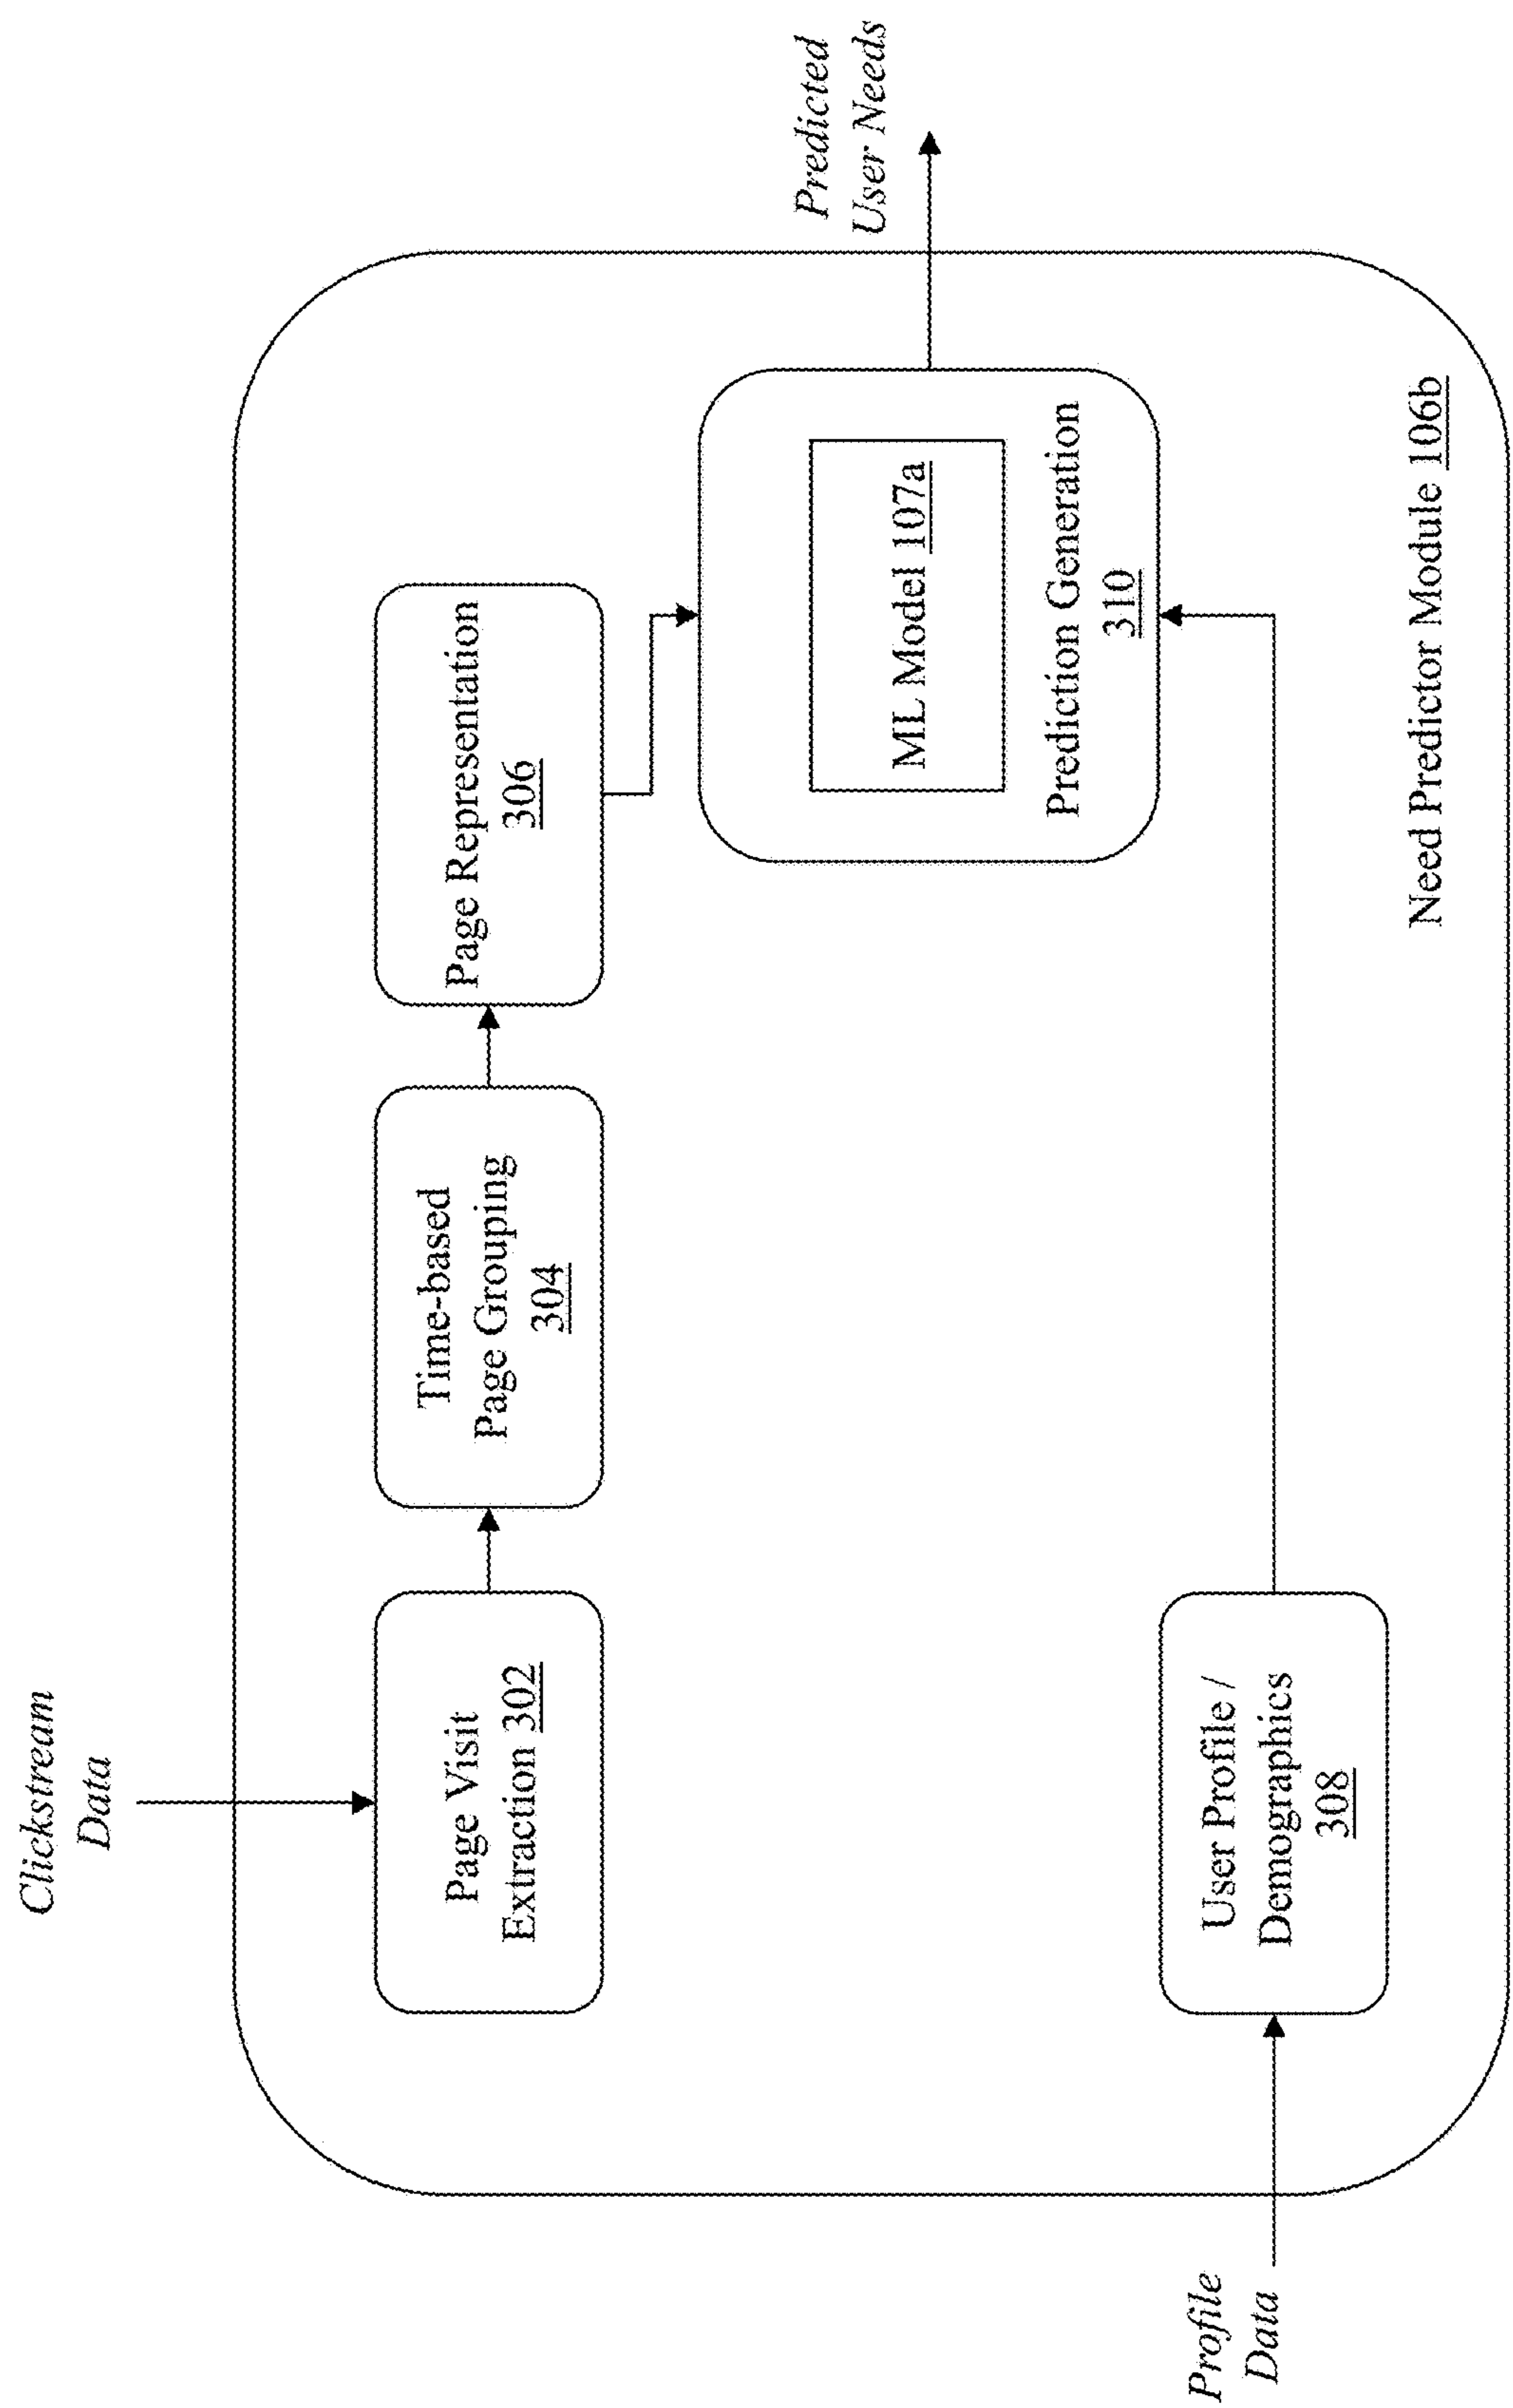 Clickstream
Data
Page Visit
Extraction 302
Time-based
Page Grouping
304
Page Representation
306
Predicted
User Needs
ML Model 107a
Prediction Generation
310
Profile
Data
User Profile /
Demographics
308
Need Predictor Module 106b